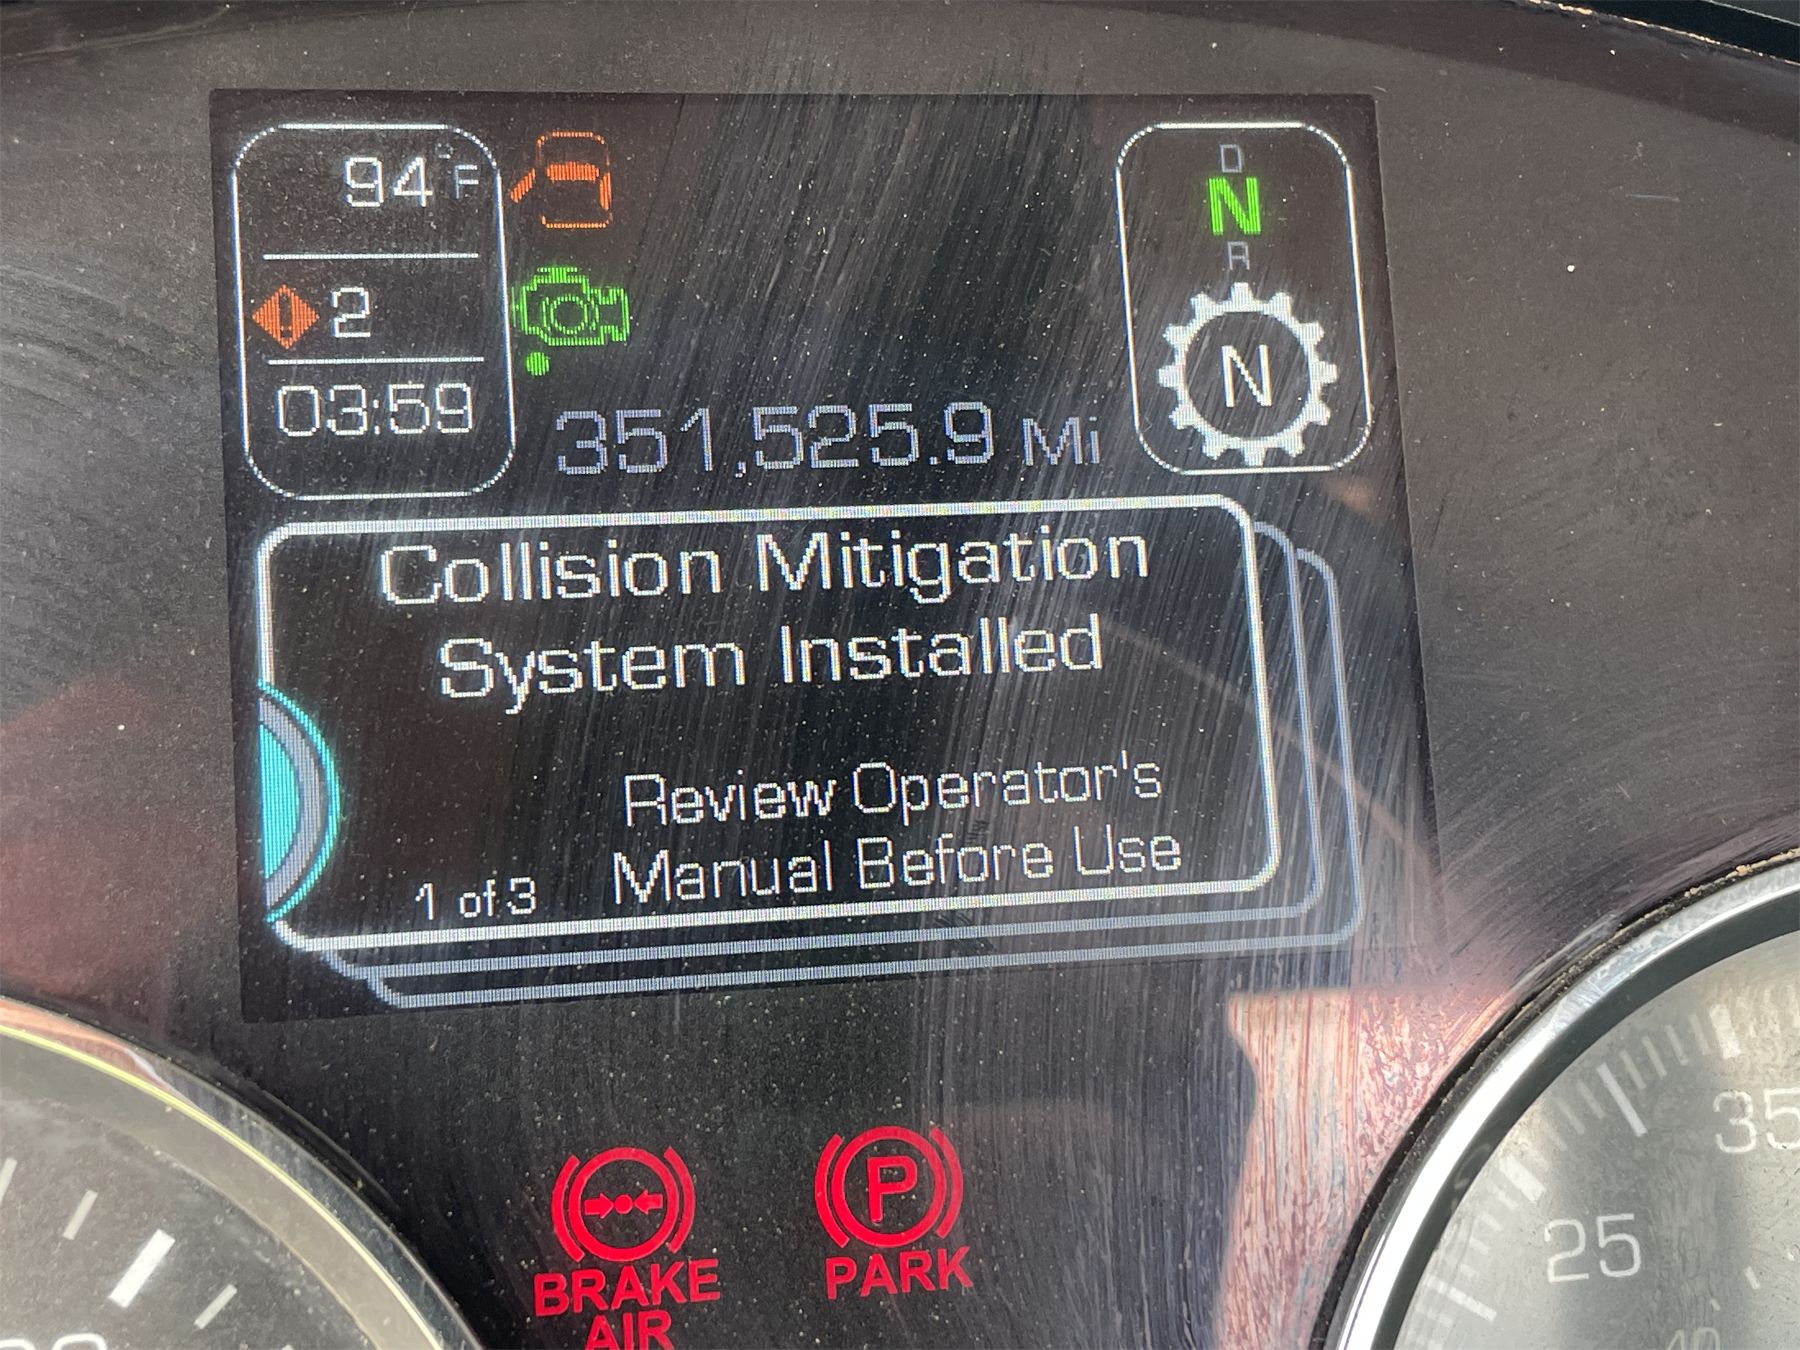 94°F
D
N
R
! 2
N
03:59
351,525.9 Mi
Collision Mitigation
System Installed
Review Operator's
Manual Before Use
1 of 3
P
BRAKE
AIR
PARK
35
25